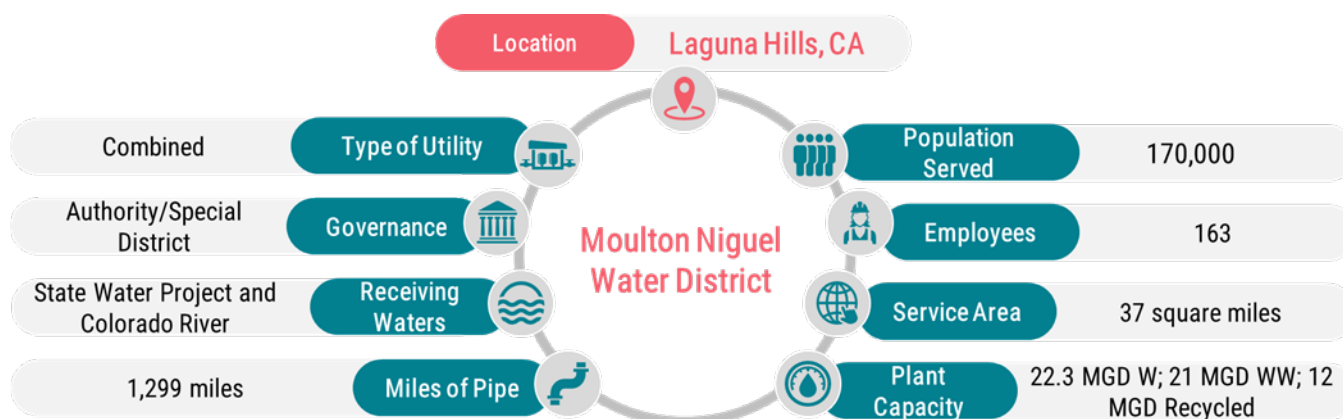 Location
Laguna Hills, CA
Combined
Type of Utility
Population
Served
170,000
Authority/Special
District
Governance
Employees
163
Moulton Niguel
Water District
State Water Project and
Colorado River
Receiving
Waters
Service Area
37 square miles
1,299 miles
Miles of Pipe
Plant
Capacity
22.3 MGD W; 21 MGD WW; 12
MGD Recycled